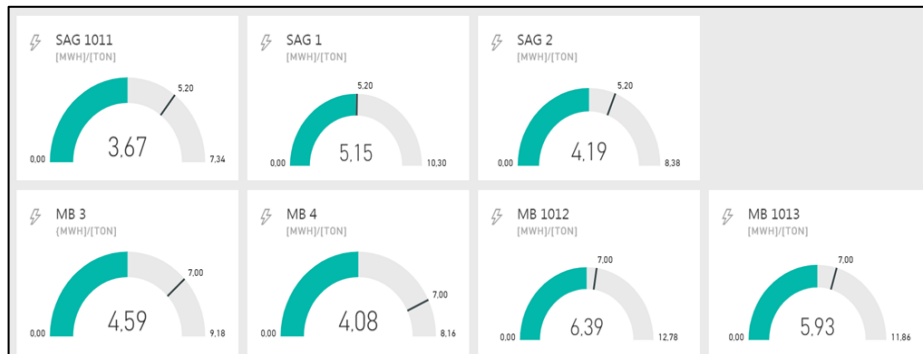 SAG 1011
[MWH]/[TON]
5,20
3,67
0,00
7,34
SAG 1
[MWH]/[TON]
5,20
5,15
0,00
10,30
SAG 2
[MWH]/[TON]
5,20
4,19
0,00
8,38
MB 3
[MWH]/[TON]
7,00
4,59
0,00
9,18
MB 4
[MWH]/[TON]
7,00
4,08
0,00
8,16
MB 1012
[MWH]/[TON]
7,00
6,39
0,00
12,78
MB 1013
[MWH]/[TON]
7,00
5,93
0,00
11,86